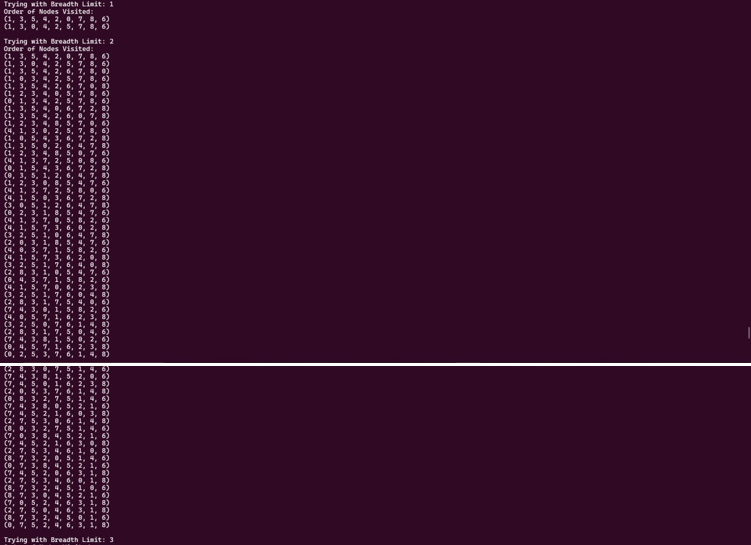 Trying with Breadth Limit: 1
Order of Nodes Visited:
(1, 3, 5, 4, 2, 0, 7, 8, 6)
(1, 3, 0, 4, 2, 5, 7, 8, 6)
Trying with Breadth Limit: 2
Order of Nodes Visited:
(1, 3, 5, 4, 2, 0, 7, 8, 6)
(1, 3, 0, 4, 2, 5, 7, 8, 6)
(1, 3, 5, 4, 2, 6, 7, 8, 0)
(1, 0, 3, 4, 2, 5, 7, 8, 6)
(1, 3, 5, 4, 2, 6, 7, 0, 8)
(1, 2, 3, 4, 0, 5, 7, 8, 6)
(0, 1, 3, 4, 2, 5, 7, 8, 6)
(1, 3, 5, 4, 0, 6, 7, 2, 8)
(1, 3, 5, 4, 2, 6, 0, 7, 8)
(1, 2, 3, 4, 8, 5, 7, 0, 6)
(4, 1, 3, 0, 2, 5, 7, 8, 6)
(1, 0, 5, 4, 3, 6, 7, 2, 8)
(1, 3, 5, 0, 2, 6, 4, 7, 8)
(1, 2, 3, 4, 8, 5, 0, 7, 6)
(4, 1, 3, 7, 2, 5, 0, 8, 6)
(0, 1, 5, 4, 3, 6, 7, 2, 8)
(0, 3, 5, 1, 2, 6, 4, 7, 8)
(1, 2, 3, 0, 8, 5, 4, 7, 6)
(4, 1, 3, 7, 2, 5, 8, 0, 6)
(4, 1, 5, 0, 3, 6, 7, 2, 8)
(3, 0, 5, 1, 2, 6, 4, 7, 8)
(0, 2, 3, 1, 8, 5, 4, 7, 6)
(4, 1, 3, 7, 0, 5, 8, 2, 6)
(4, 1, 5, 7, 3, 6, 0, 2, 8)
(3, 2, 5, 1, 0, 6, 4, 7, 8)
(2, 0, 3, 1, 8, 5, 4, 7, 6)
(4, 0, 3, 7, 1, 5, 8, 2, 6)
(4, 1, 5, 7, 3, 6, 2, 0, 8)
(3, 2, 5, 1, 7, 6, 4, 0, 8)
(2, 8, 3, 1, 0, 5, 4, 7, 6)
(0, 4, 3, 7, 1, 5, 8, 2, 6)
(4, 1, 5, 7, 0, 6, 2, 3, 8)
(3, 2, 5, 1, 7, 6, 0, 4, 8)
(2, 8, 3, 1, 7, 5, 4, 0, 6)
(7, 4, 3, 0, 1, 5, 8, 2, 6)
(4, 0, 5, 7, 1, 6, 2, 3, 8)
(3, 2, 5, 0, 7, 6, 1, 4, 8)
(2, 8, 3, 1, 7, 5, 0, 4, 6)
(7, 4, 3, 8, 1, 5, 0, 2, 6)
(0, 4, 5, 7, 1, 6, 2, 3, 8)
(0, 2, 5, 3, 7, 6, 1, 4, 8)
(2, 8, 3, 0, 7, 5, 1, 4, 6)
(7, 4, 3, 8, 1, 5, 2, 0, 6)
(7, 4, 5, 0, 1, 6, 2, 3, 8)
(2, 0, 5, 3, 7, 6, 1, 4, 8)
(0, 8, 3, 2, 7, 5, 1, 4, 6)
(7, 4, 3, 8, 0, 5, 2, 1, 6)
(7, 4, 5, 2, 1, 6, 0, 3, 8)
(2, 7, 5, 3, 0, 6, 1, 4, 8)
(8, 0, 3, 2, 7, 5, 1, 4, 6)
(7, 0, 3, 8, 4, 5, 2, 1, 6)
(7, 4, 5, 2, 1, 6, 3, 0, 8)
(2, 7, 5, 3, 4, 6, 1, 0, 8)
(8, 7, 3, 2, 0, 5, 1, 4, 6)
(0, 7, 3, 8, 4, 5, 2, 1, 6)
(7, 4, 5, 2, 0, 6, 3, 1, 8)
(2, 7, 5, 3, 4, 6, 0, 1, 8)
(8, 7, 3, 2, 4, 5, 1, 0, 6)
(8, 7, 3, 0, 4, 5, 2, 1, 6)
(7, 0, 5, 2, 4, 6, 3, 1, 8)
(2, 7, 5, 0, 4, 6, 3, 1, 8)
(8, 7, 3, 2, 4, 5, 0, 1, 6)
(0, 7, 5, 2, 4, 6, 3, 1, 8)
Trying with Breadth Limit: 3